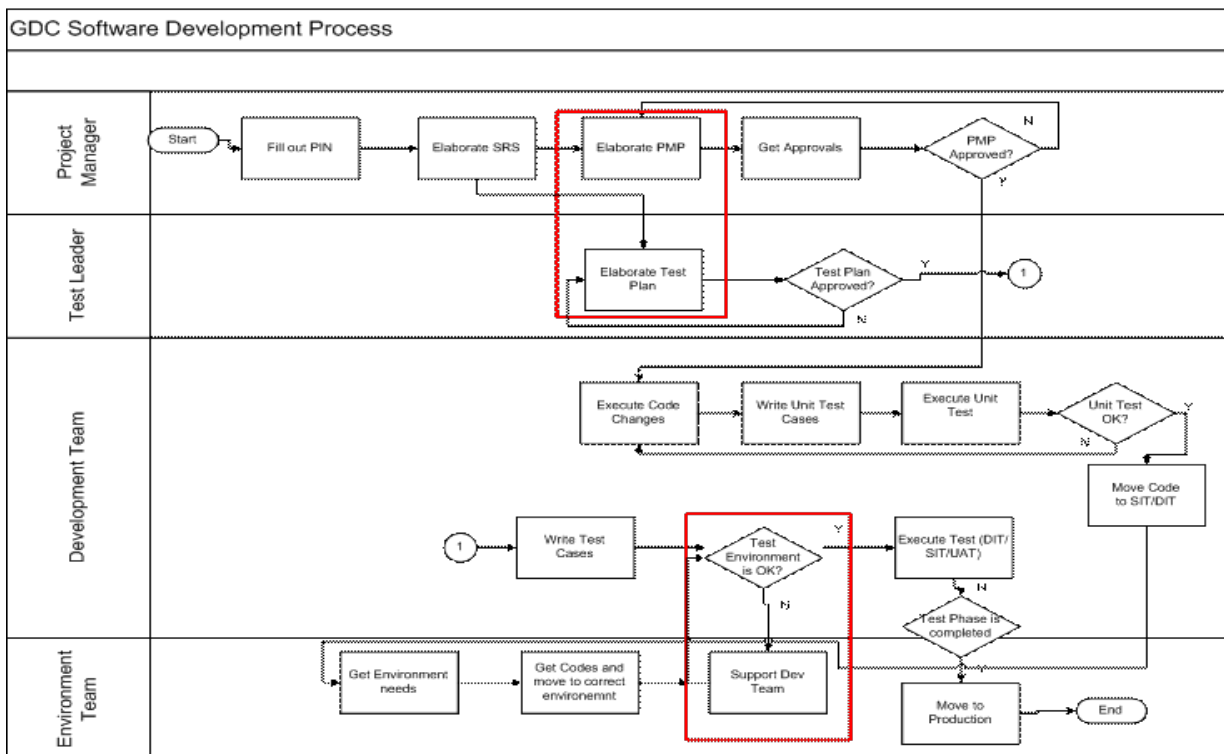 GDC Software Development Process
Project
Manager
Start
Fill out PIN
Elaborate SRS
Elaborate PMP
Get Approvals
PMP
Approved?
N
Y
Test Leader
Elaborate Test
Plan
Test Plan
Approved?
Y
1
N
Development Team
Execute Code
Changes
Write Unit Test
Cases
Execute Unit
Test
Unit Test
OK?
Y
N
Move Code
to SIT/DIT
1
Write Test
Cases
Test
Environment
is OK?
Y
N
Execute Test (DIT/
SIT/UAT)
N
Test Phase is
completed
Y
Environment
Team
Get Environment
needs
Get Codes and
move to correct
environemnt
Support Dev
Team
Move to
Production
End